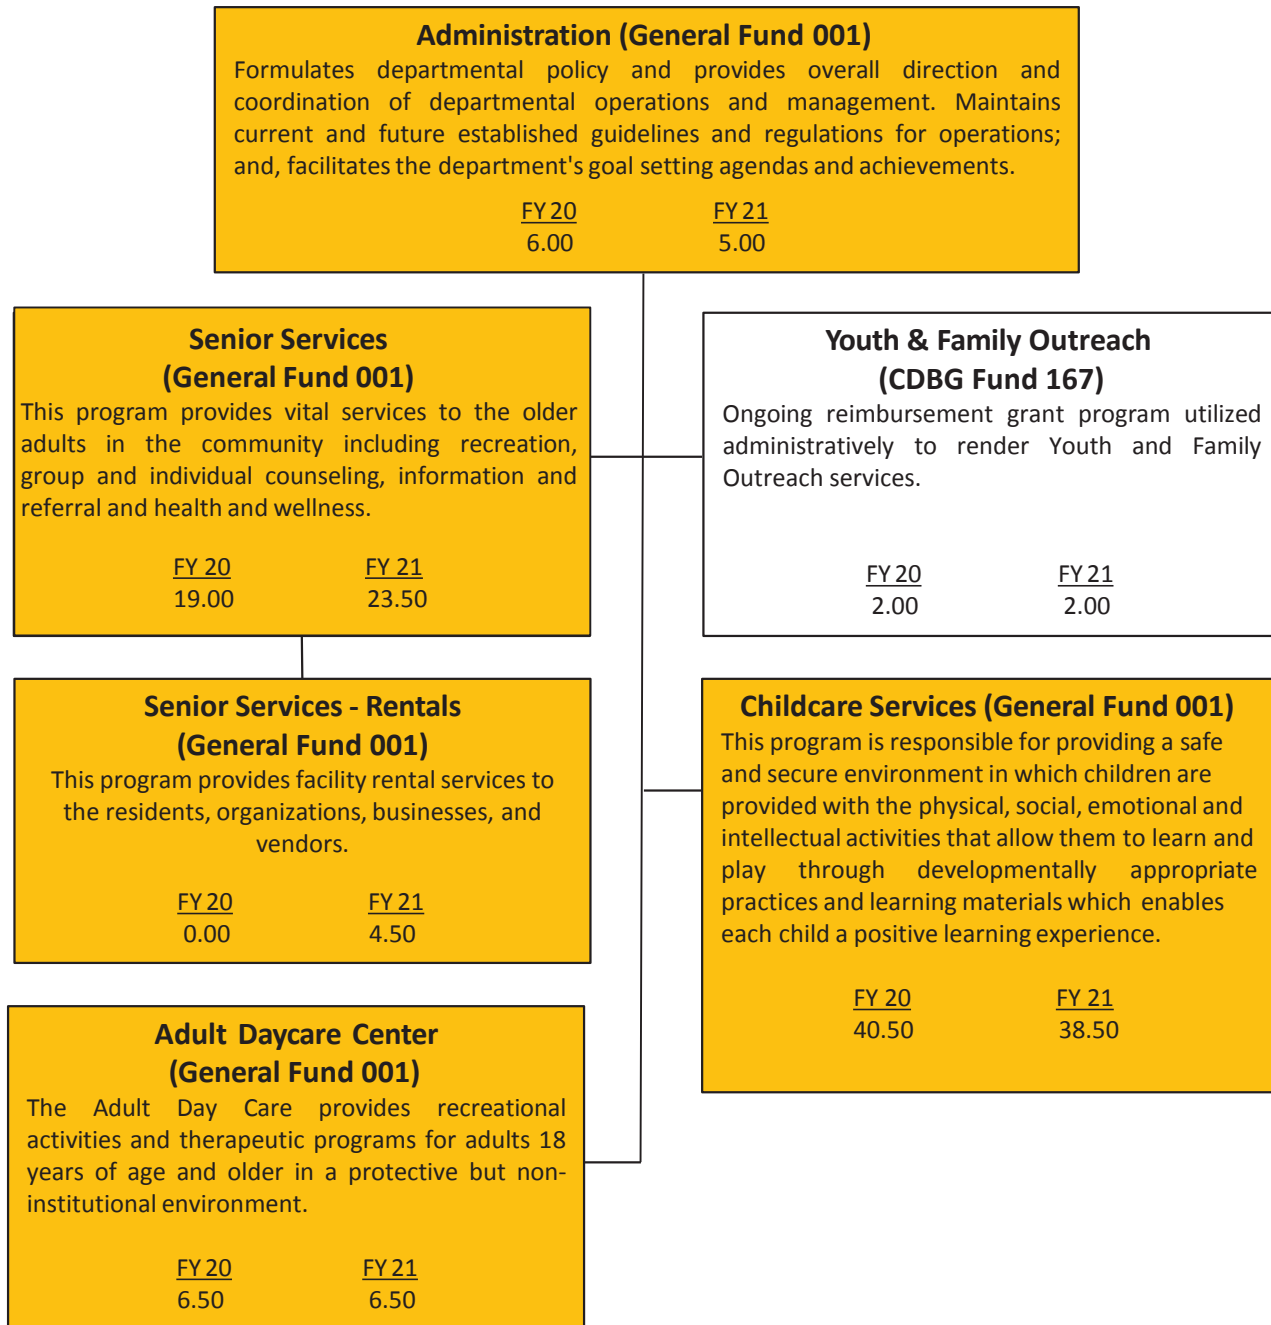 Administration (General Fund 001)
Formulates departmental policy and provides overall direction and
coordination of departmental operations and management. Maintains
current and future established guidelines and regulations for operations;
and, facilitates the department's goal setting agendas and achievements.
FY 20 FY 21
6.00 5.00
Senior Services
(General Fund 001)
This program provides vital services to the older
adults in the community including recreation,
group and individual counseling, information and
referral and health and wellness.
FY 20 FY 21
19.00 23.50
Youth & Family Outreach
(CDBG Fund 167)
Ongoing reimbursement grant program utilized
administratively to render Youth and Family
Outreach services.
FY 20 FY 21
2.00 2.00
Senior Services - Rentals
(General Fund 001)
This program provides facility rental services to
the residents, organizations, businesses, and
vendors.
FY 20 FY 21
0.00 4.50
Childcare Services (General Fund 001)
This program is responsible for providing a safe
and secure environment in which children are
provided with the physical, social, emotional and
intellectual activities that allow them to learn and
play through developmentally appropriate
practices and learning materials which enables
each child a positive learning experience.
FY 20 FY 21
40.50 38.50
Adult Daycare Center
(General Fund 001)
The Adult Day Care provides recreational
activities and therapeutic programs for adults 18
years of age and older in a protective but non-
institutional environment.
FY 20 FY 21
6.50 6.50